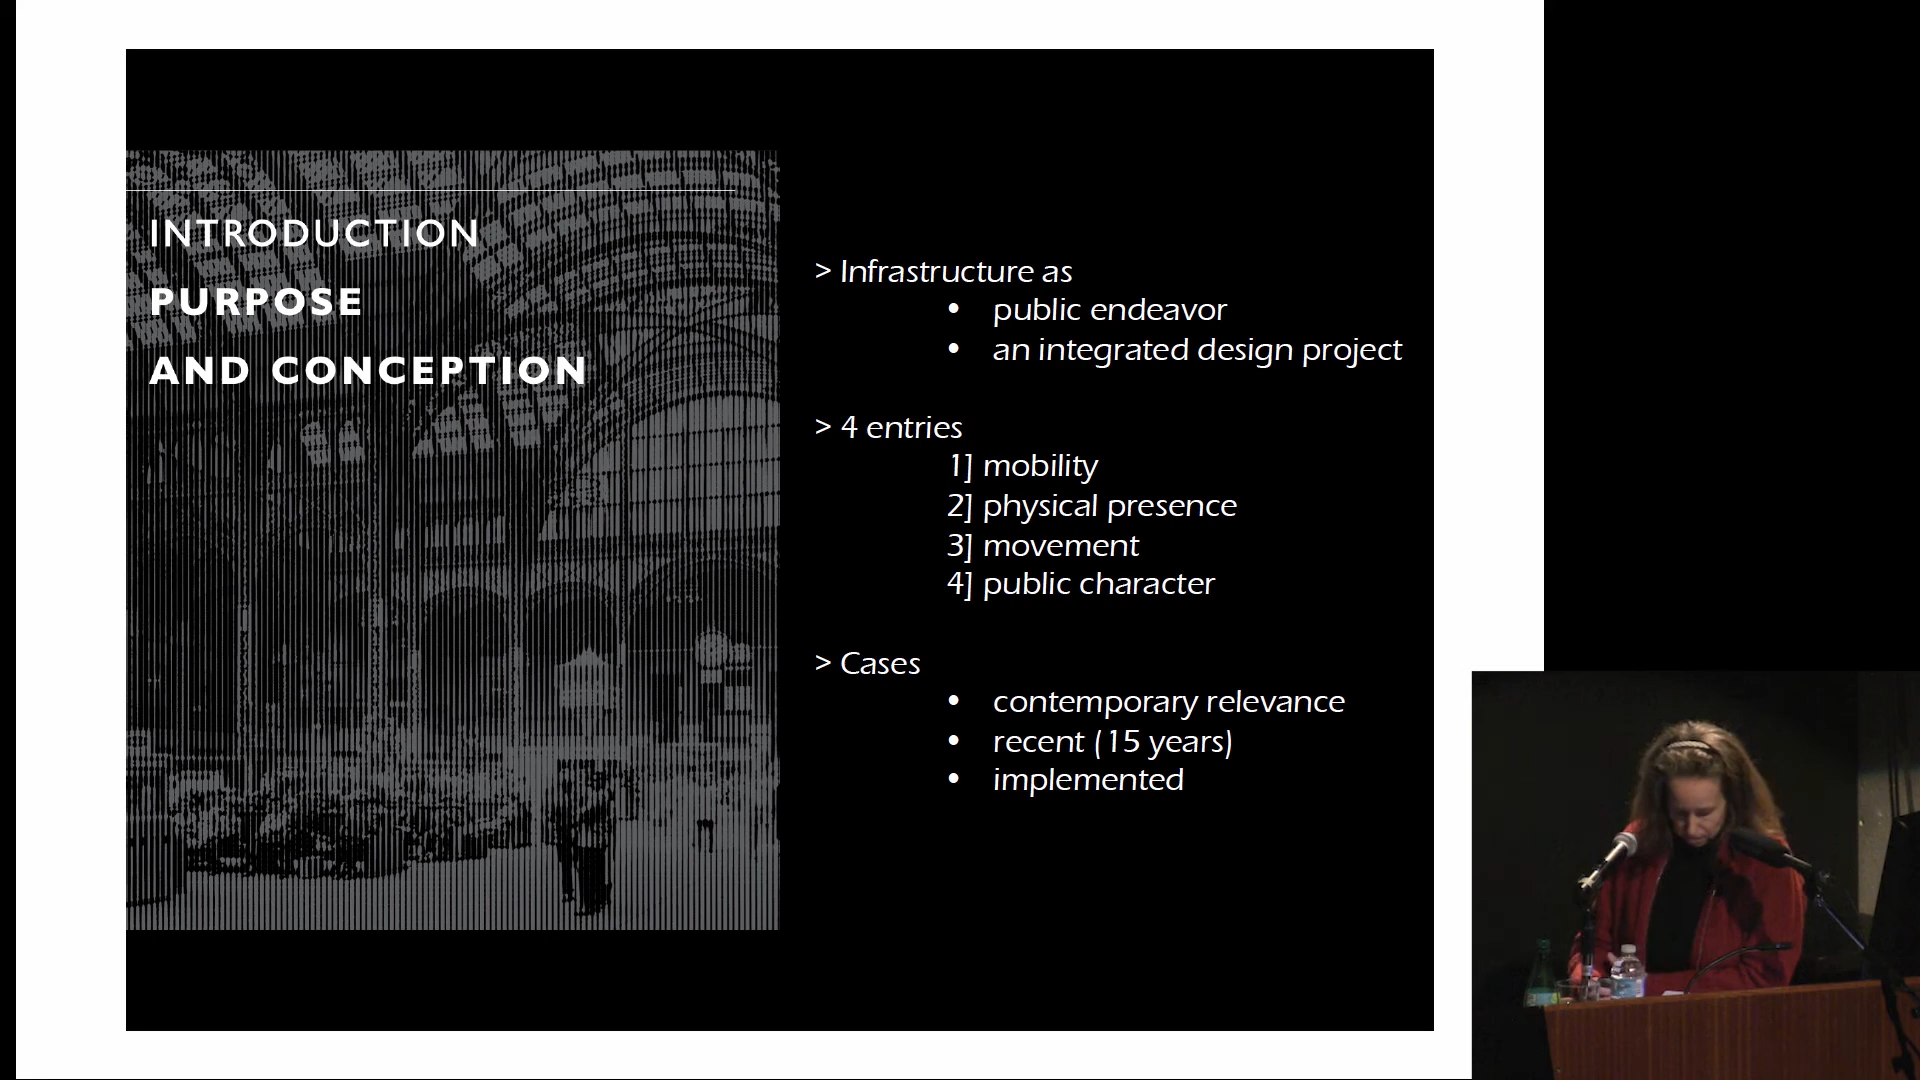 INTRODUCTION
PURPOSE
AND CONCEPTION
> Infrastructure as
• public endeavor
• an integrated design project
> 4 entries
1] mobility
2] physical presence
3] movement
4] public character
> Cases
• contemporary relevance
• recent (15 years)
• implemented